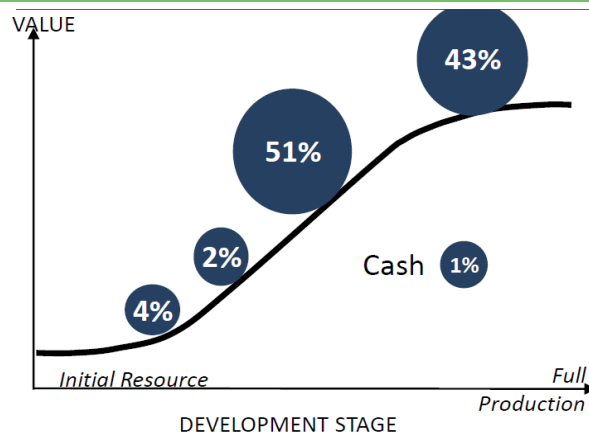 VALUE
43%
51%
2%
Cash 1%
4%
Initial Resource
Full
Production
DEVELOPMENT STAGE